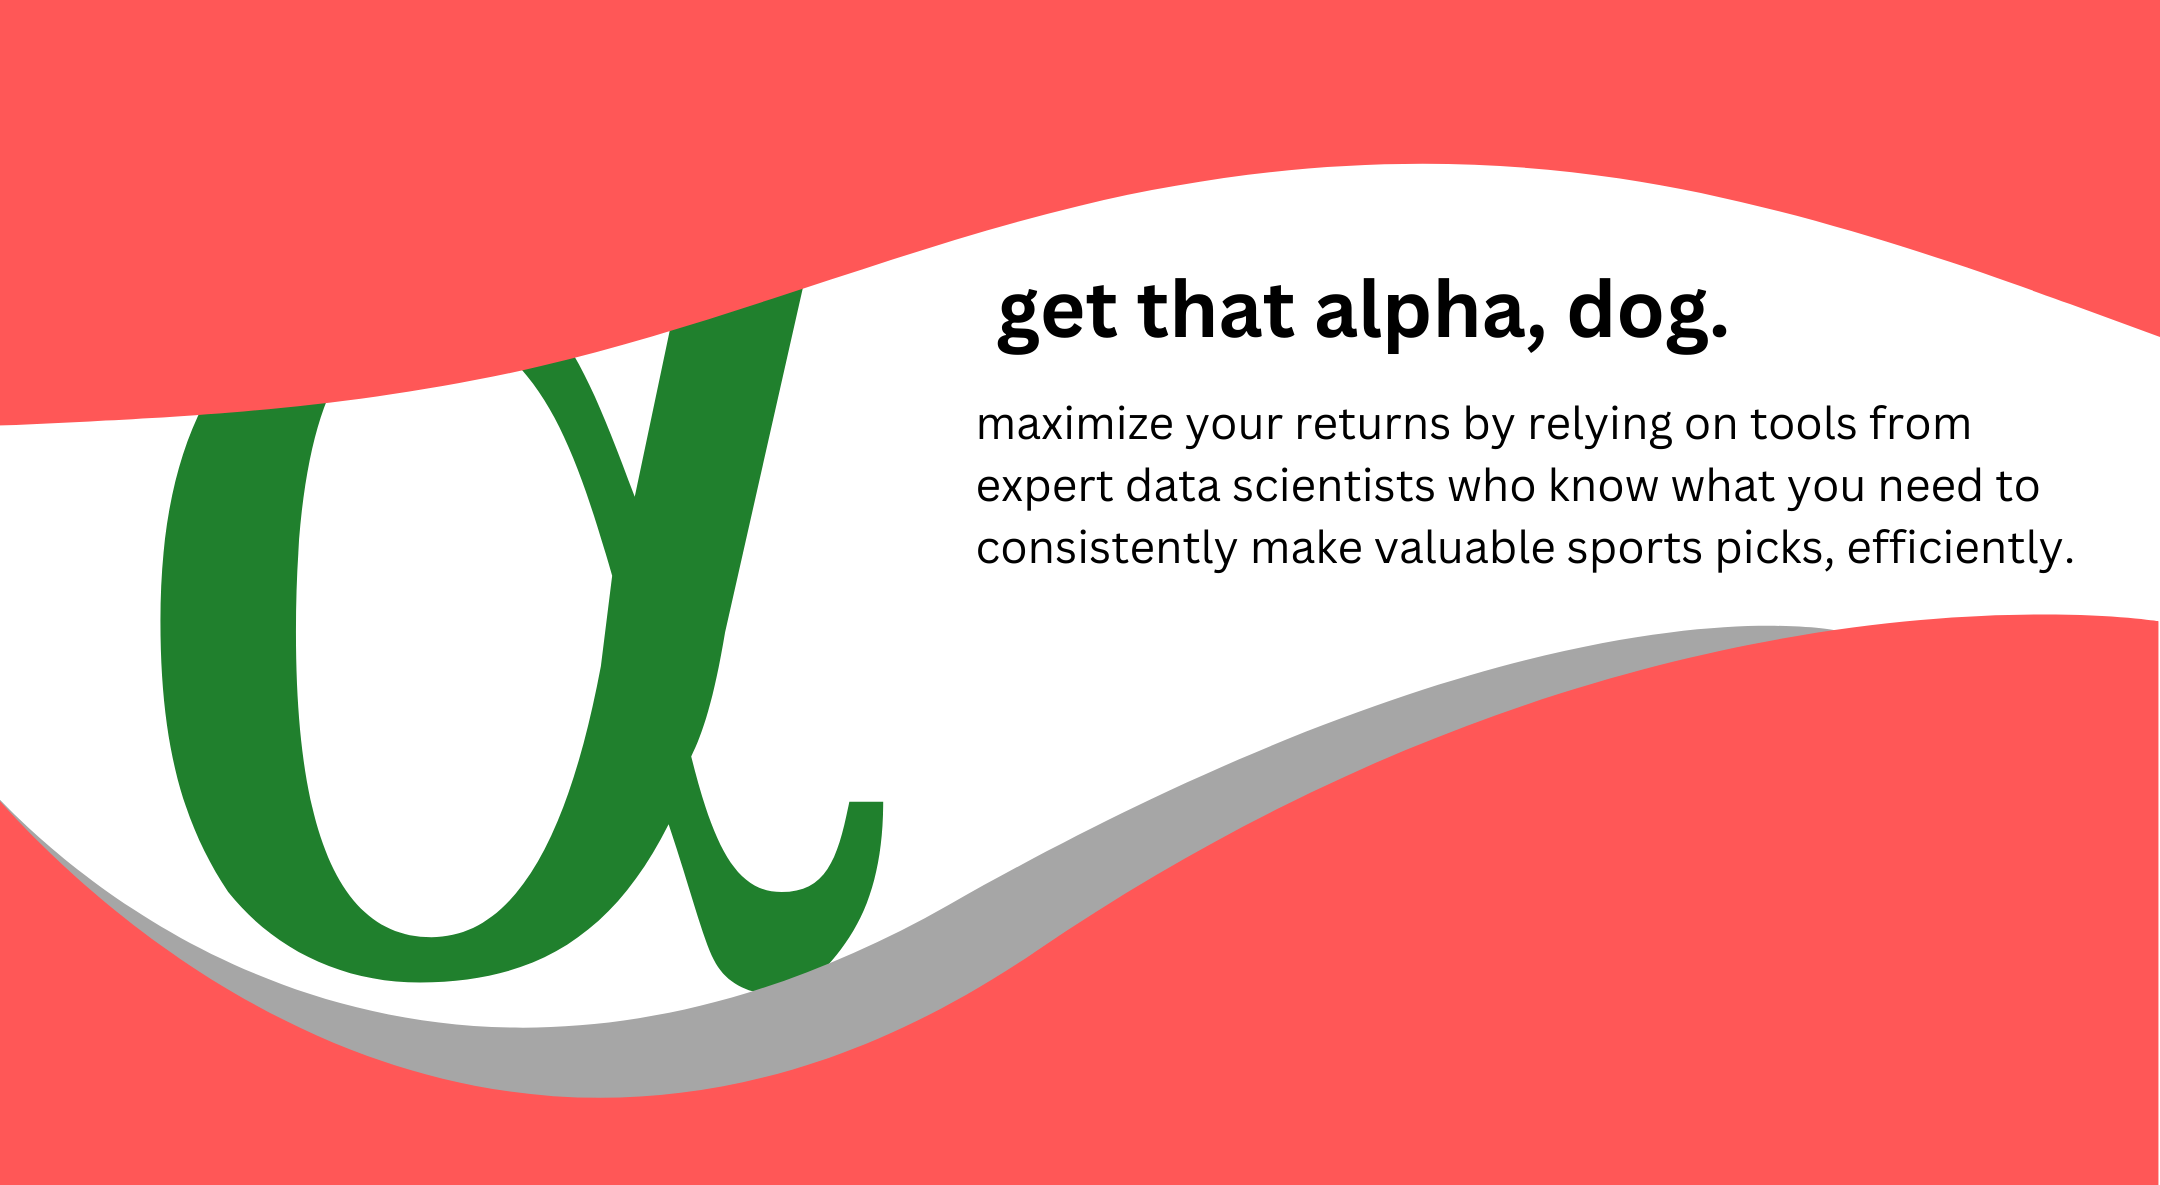 α
get that alpha, dog.
maximize your returns by relying on tools from
expert data scientists who know what you need to
consistently make valuable sports picks, efficiently.